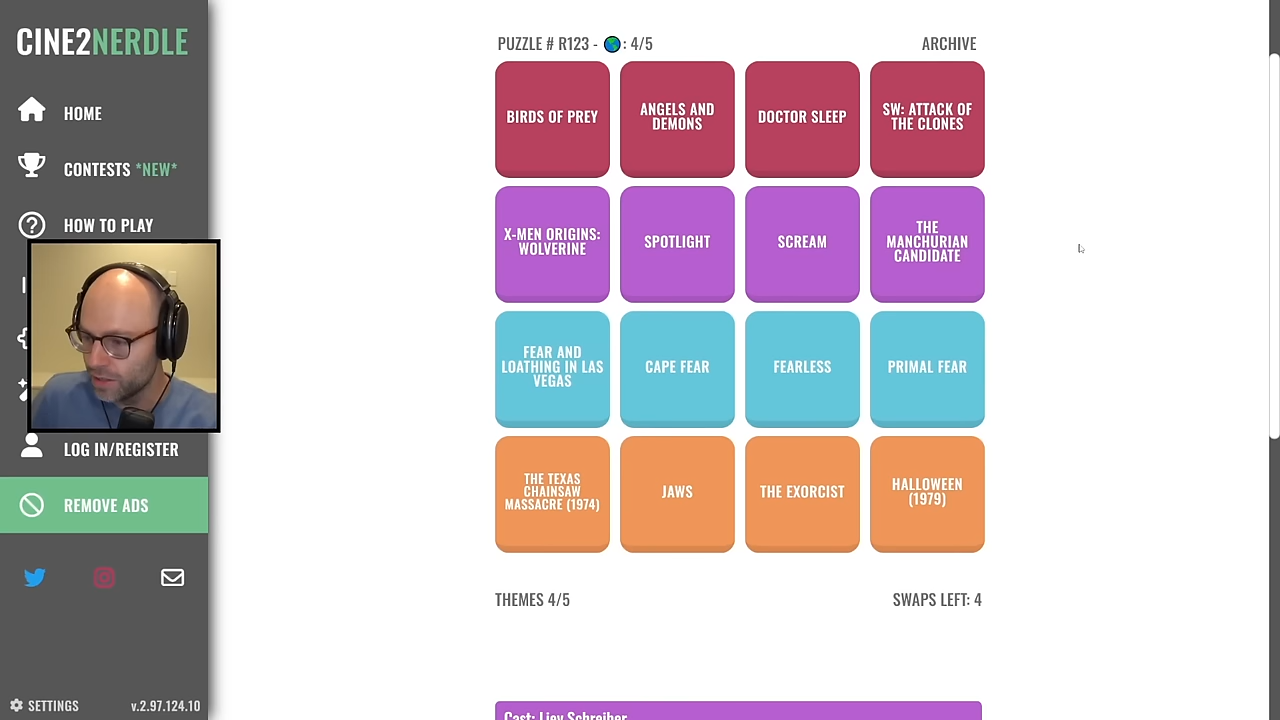 CINE2NERDLE
HOME
CONTESTS *NEW*
HOW TO PLAY
LOG IN/REGISTER
REMOVE ADS
SETTINGS
v.2.97.124.10
PUZZLE # R123 - : 4/5
ARCHIVE
BIRDS OF PREY
ANGELS AND
DEMONS
DOCTOR SLEEP
SW: ATTACK OF
THE CLONES
X-MEN ORIGINS:
WOLVERINE
SPOTLIGHT
SCREAM
THE
MANCHURIAN
CANDIDATE
FEAR AND
LOATHING IN LAS
VEGAS
CAPE FEAR
FEARLESS
PRIMAL FEAR
THE TEXAS
CHAINSAW
MASSACRE (1974)
JAWS
THE EXORCIST
HALLOWEEN
(1979)
THEMES 4/5
SWAPS LEFT: 4
Cast: Liev Schreiber